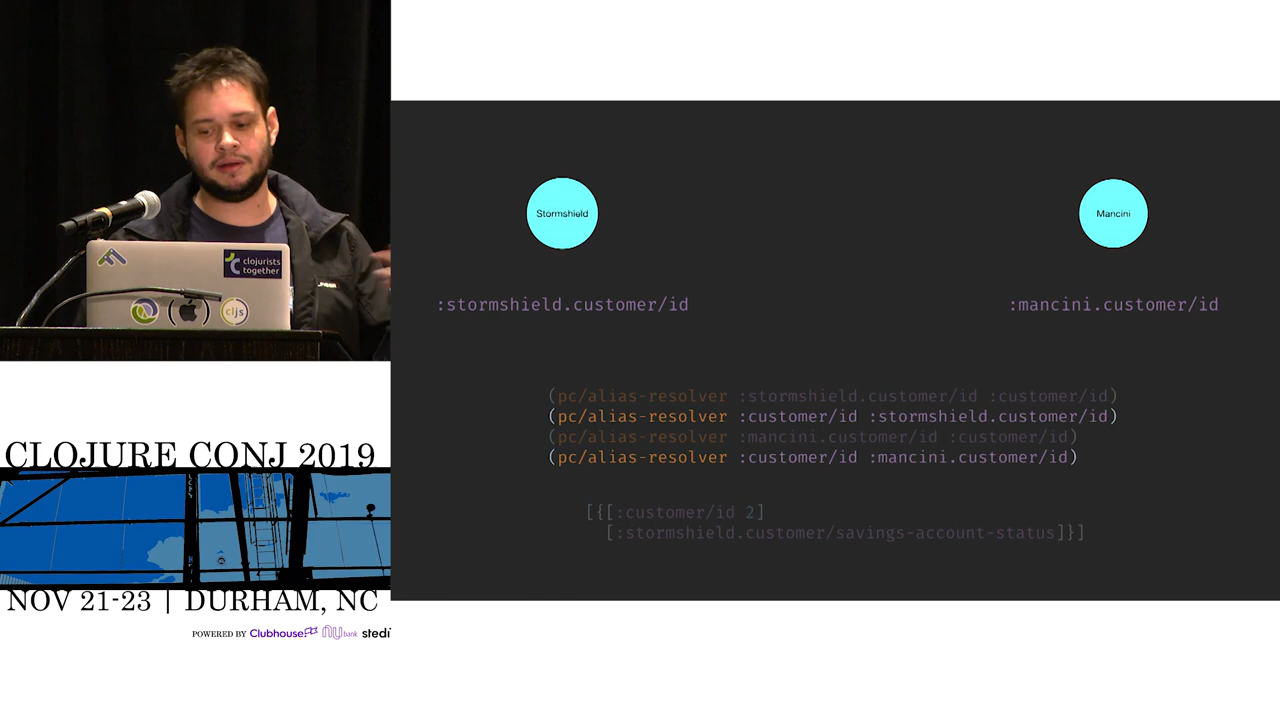 clojurists
together
cljs
CLOJURE CONJ 2019
NOV 21-23 | DURHAM, NC
POWERED BY Clubhouse nu bank stedi
Stormshield
Mancini
:stormshield.customer/id
:mancini.customer/id
(pc/alias-resolver :stormshield.customer/id :customer/id)
(pc/alias-resolver :customer/id :stormshield.customer/id)
(pc/alias-resolver :mancini.customer/id :customer/id)
(pc/alias-resolver :customer/id :mancini.customer/id)
[{[:customer/id 2]
[:stormshield.customer/savings-account-status]}]